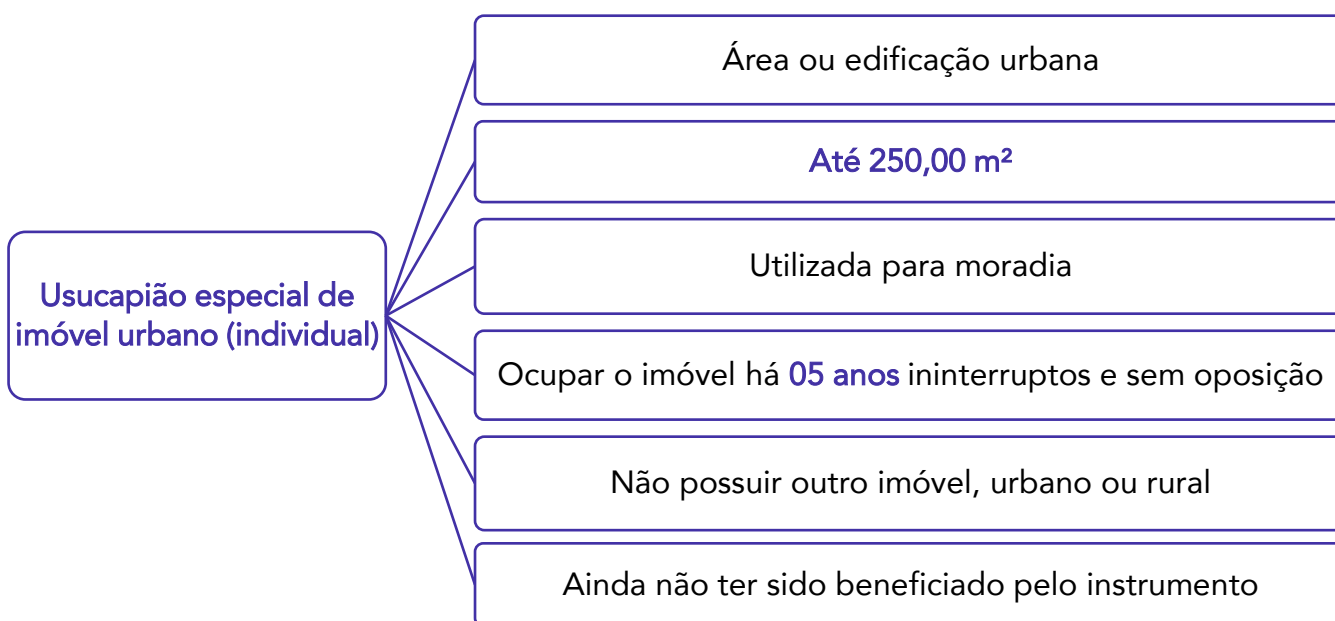 Área ou edificação urbana
Até 250,00 m²
Utilizada para moradia
Usucapião especial de
imóvel urbano (individual)
Ocupar o imóvel há 05 anos ininterruptos e sem oposição
Não possuir outro imóvel, urbano ou rural
Ainda não ter sido beneficiado pelo instrumento